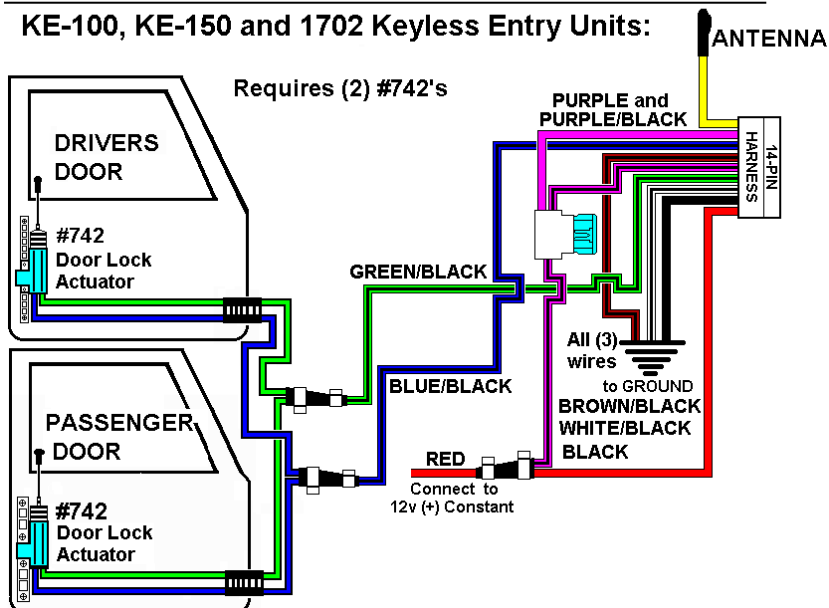 KE-100, KE-150 and 1702 Keyless Entry Units:
ANTENNA
Requires (2) #742's
PURPLE and
PURPLE/BLACK
14-PIN
HARNESS
DRIVERS
DOOR
#742
Door Lock
Actuator
GREEN/BLACK
All (3)
wires
to GROUND
BLUE/BLACK
BROWN/BLACK
WHITE/BLACK
BLACK
PASSENGER
DOOR
RED
Connect to
12v (+) Constant
#742
Door Lock
Actuator